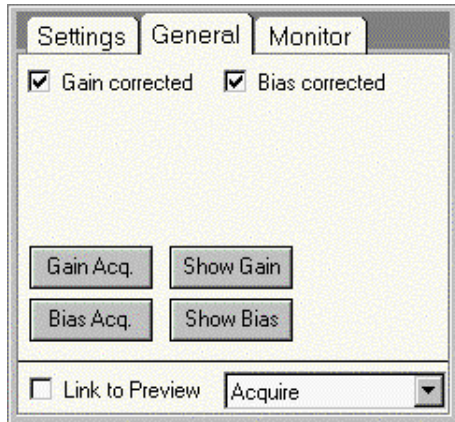 Settings General Monitor
Gain corrected Bias corrected
Gain Acq. Show Gain
Bias Acq. Show Bias
Link to Preview Acquire